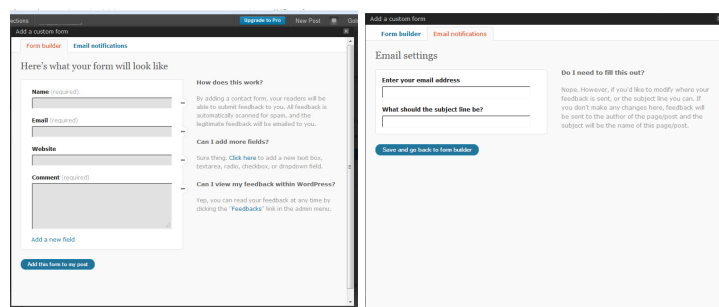 ections
Upgrade to Pro
New Post
Add a custom form
Form builder Email notifications
Here's what your form will look like
Name (required)
Email (required)
Website
Comment (required)
Add a new field
Add this form to my post
How does this work?
By adding a contact form, your readers will be
able to submit feedback to you. All feedback is
automatically scanned for spam, and the
legitimate feedback will be emailed to you.
Can I add more fields?
Sure thing. Click here to add a new text box,
textarea, radio, checkbox, or dropdown field.
Can I view my feedback within WordPress?
Yep, you can read your feedback at any time by
clicking the "Feedbacks" link in the admin menu.
Add a custom form
Form builder Email notifications
Email settings
Enter your email address
What should the subject line be?
Save and go back to form builder
Do I need to fill this out?
Nope. However, if you'd like to modify where your
feedback is sent, or the subject line you can. If
you don't make any changes here, feedback will
be sent to the author of the page/post and the
subject will be the name of this page/post.